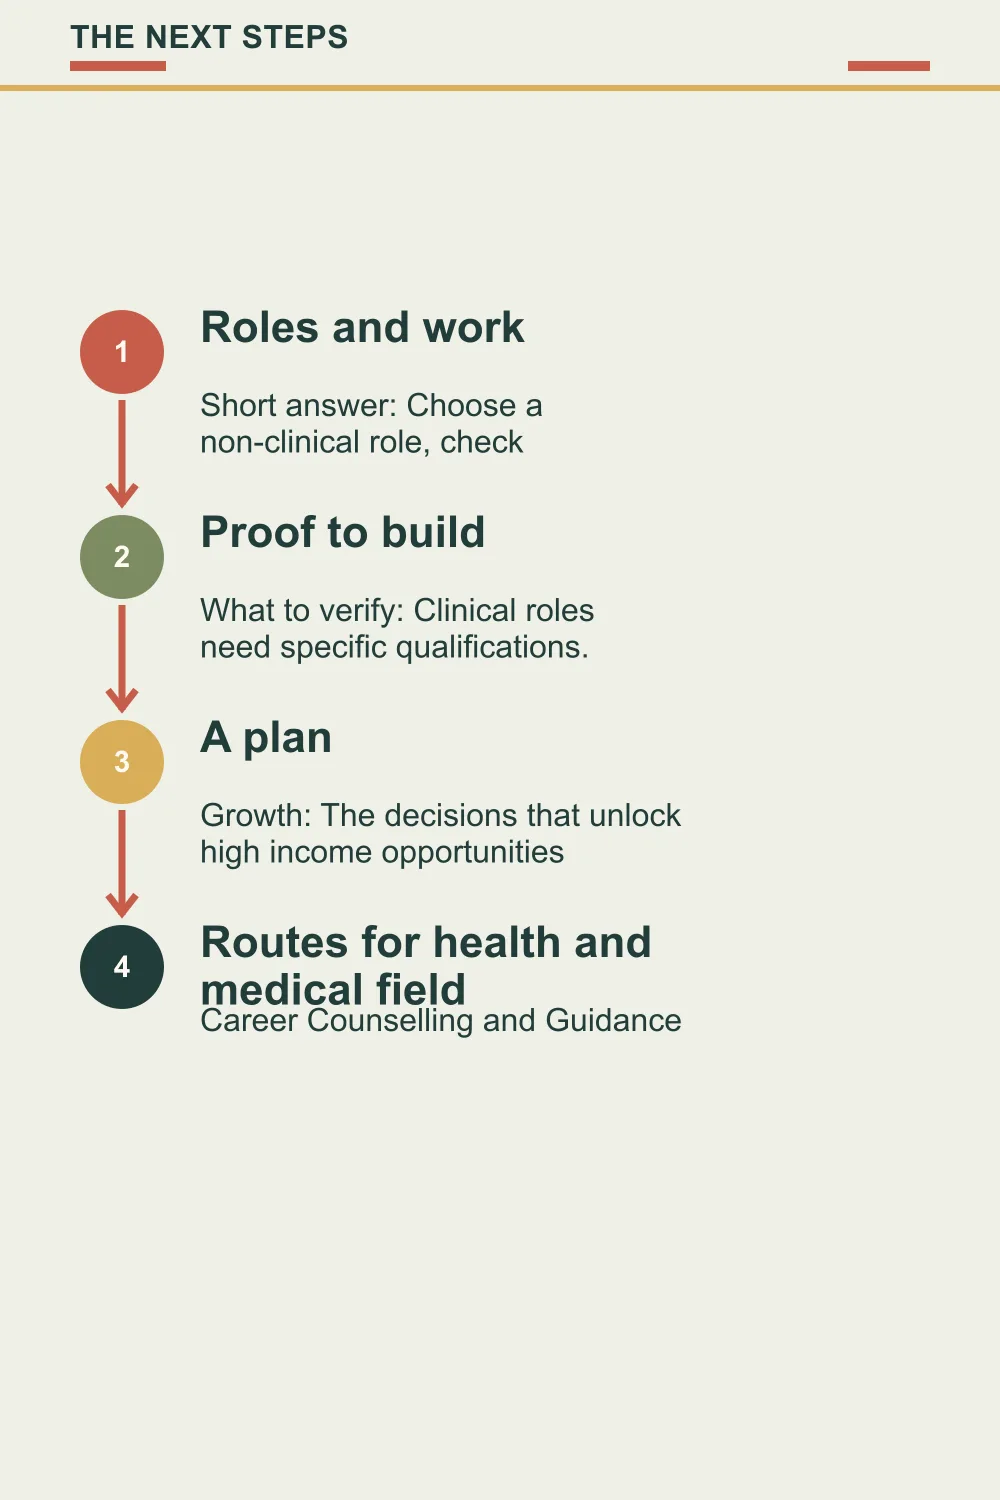 THE NEXT STEPS
1
Roles and work
Short answer: Choose a
non-clinical role, check
2
Proof to build
What to verify: Clinical roles
need specific qualifications.
3
A plan
Growth: The decisions that unlock
high income opportunities
4
Routes for health and
medical field
Career Counselling and Guidance